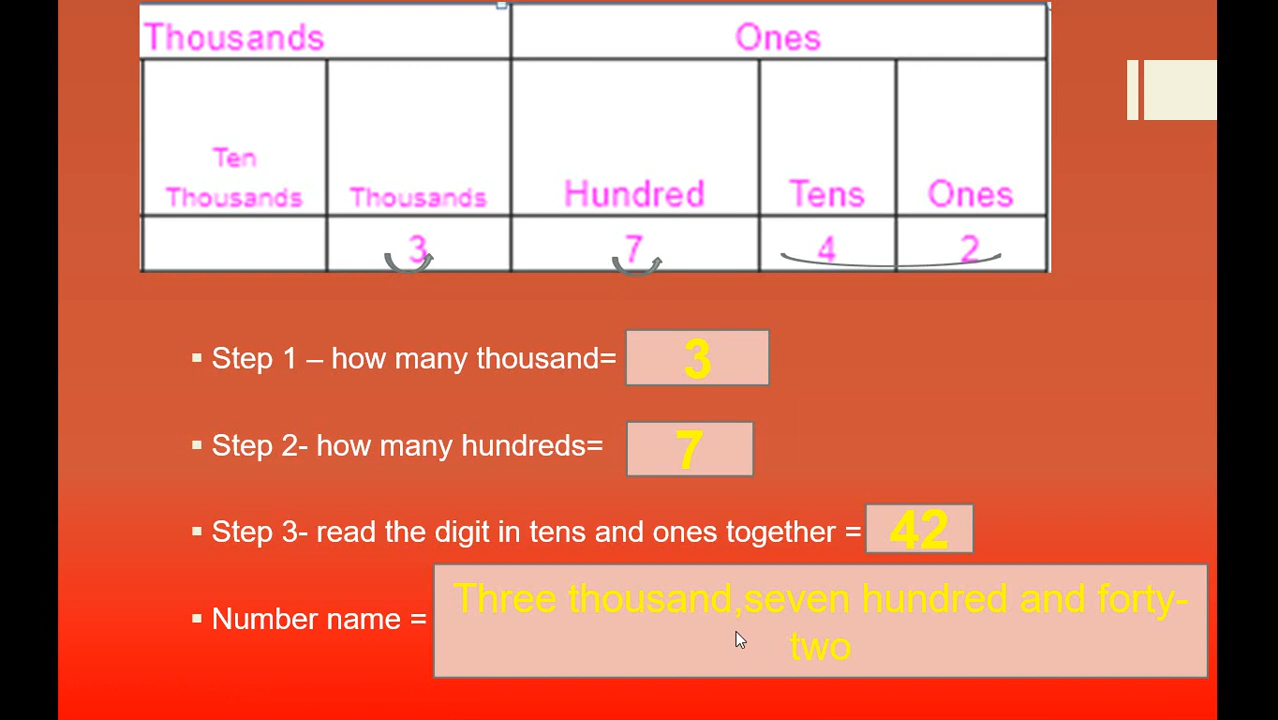 Thousands Ones
Ten
Thousands Thousands Hundred Tens Ones
3 7 4 2
▪ Step 1 – how many thousand= 3
▪ Step 2- how many hundreds= 7
▪ Step 3- read the digit in tens and ones together = 42
▪ Number name = Three thousand,seven hundred and forty-
two